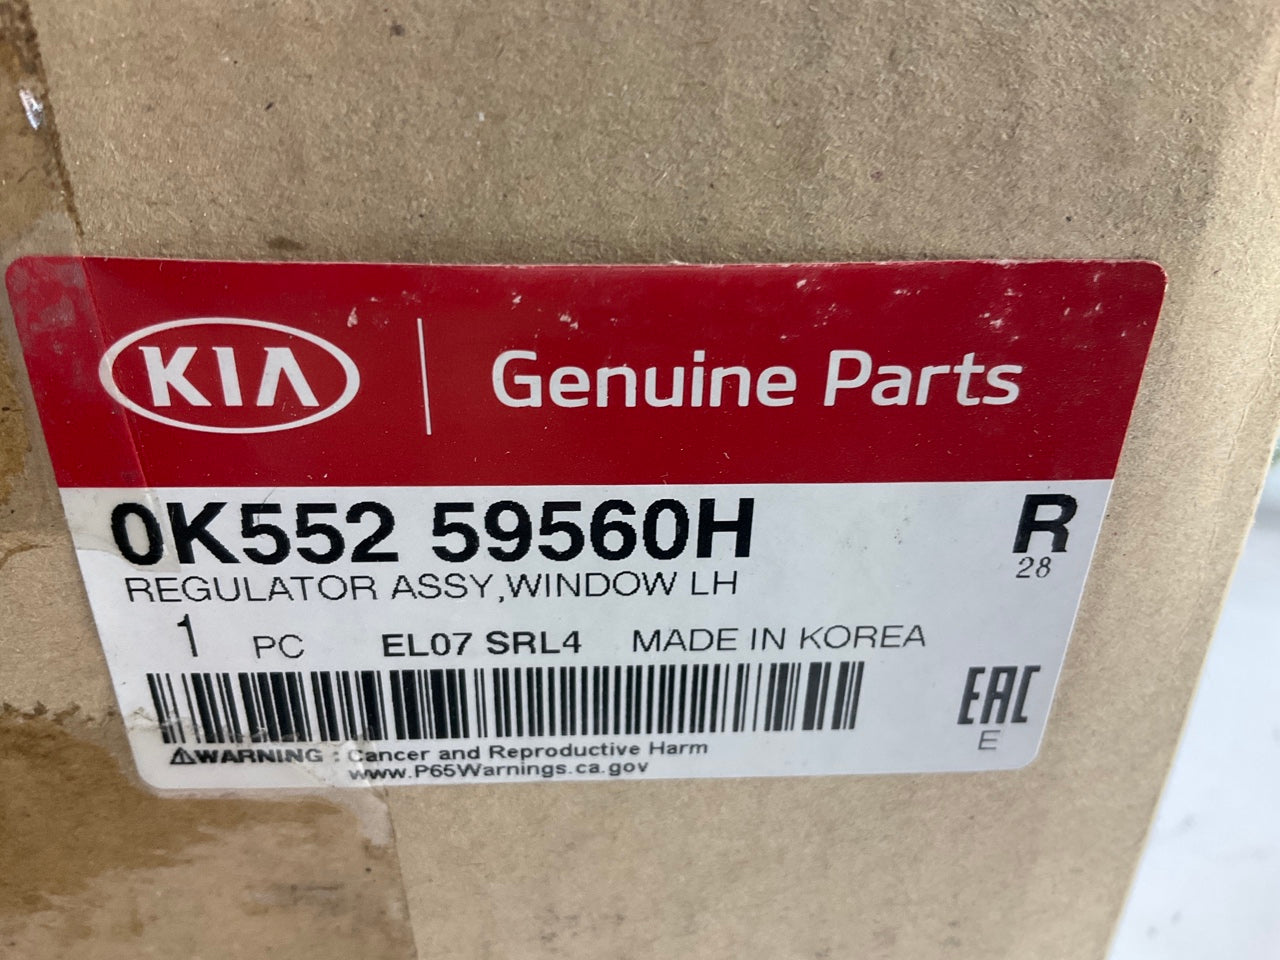 KIA Genuine Parts
0K552 59560H R
REGULATOR ASSY,WINDOW LH 28
1 PC EL07 SRL4 MADE IN KOREA
EAC
E
WARNING : Cancer and Reproductive Harm
www.P65Warnings.ca.gov